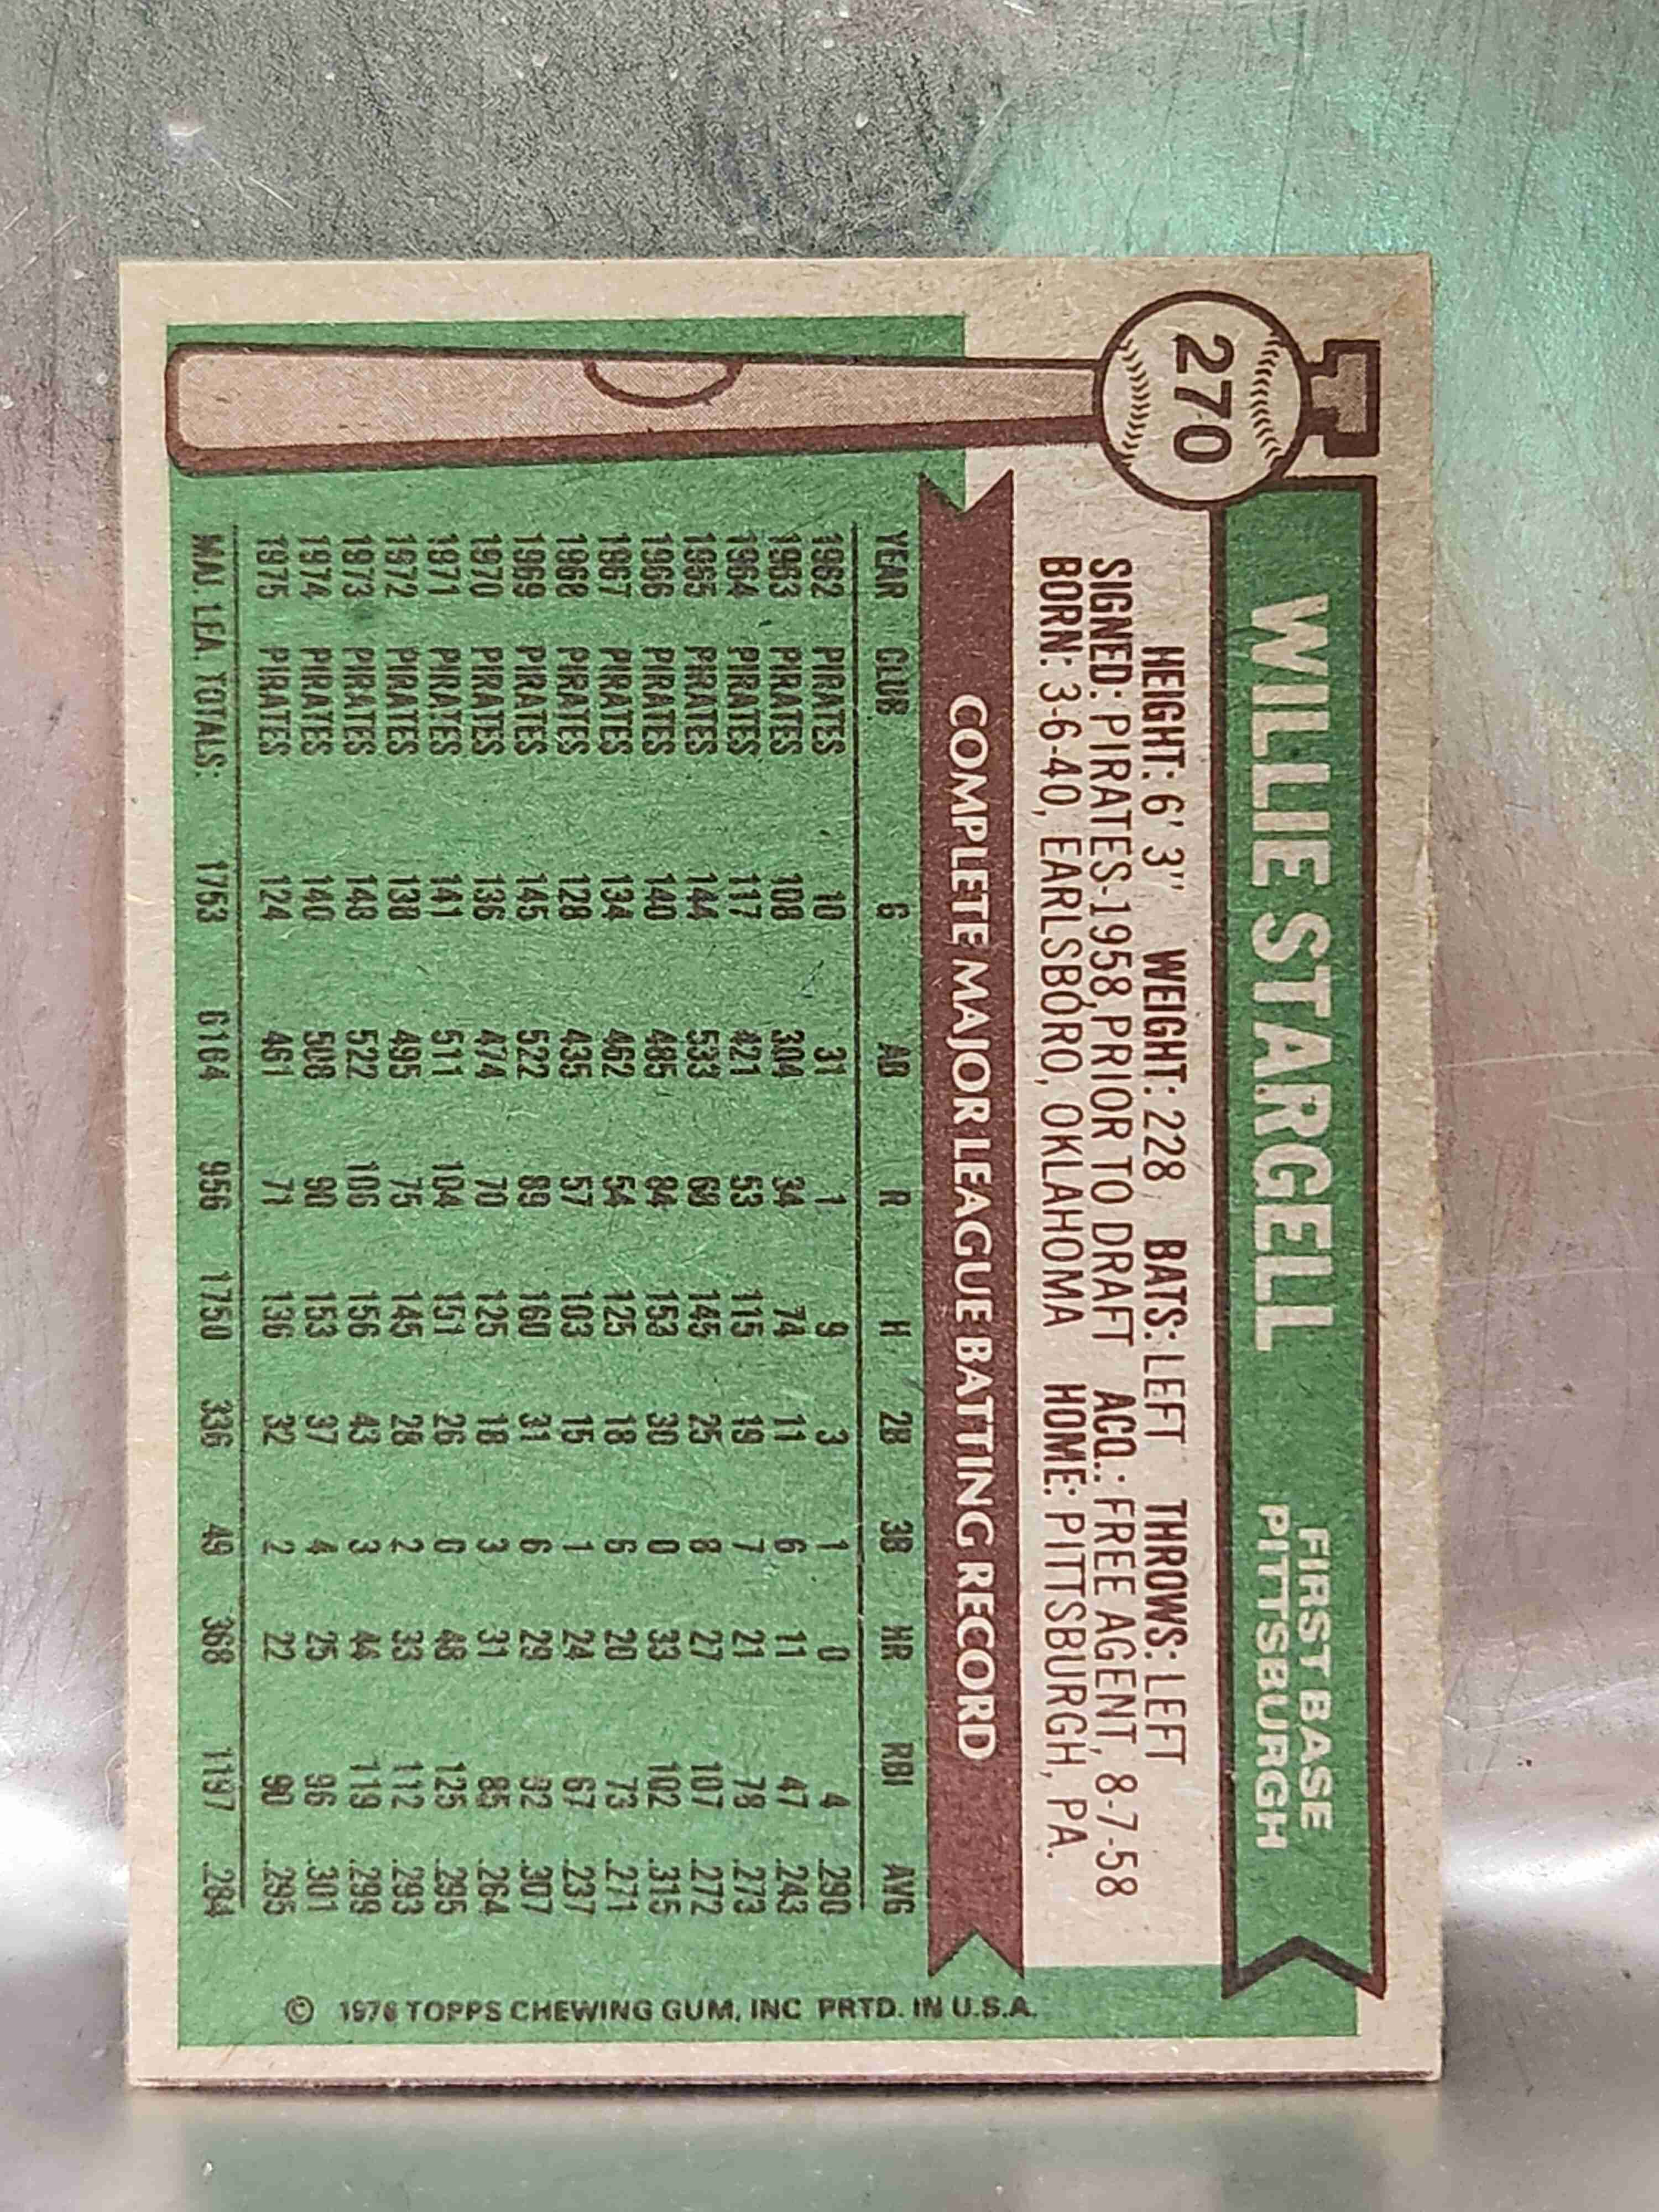 270
WILLIE STARGELL
FIRST BASE
PITTSBURGH
HEIGHT: 6' 3" WEIGHT: 228 BATS: LEFT THROWS: LEFT
SIGNED: PIRATES-1958, PRIOR TO DRAFT ACQ.: FREE AGENT, 8-7-58
BORN: 3-6-40, EARLSBORO, OKLAHOMA HOME: PITTSBURGH, PA.
COMPLETE MAJOR LEAGUE BATTING RECORD
YEAR CLUB G AB R H 2B 3B HR RBI AVG
1962 PIRATES 10 31 1 9 3 1 0 4 .290
1963 PIRATES 108 304 34 74 11 6 11 47 .243
1964 PIRATES 117 421 53 115 19 7 21 78 .273
1965 PIRATES 144 533 68 145 25 8 27 107 .272
1966 PIRATES 140 485 84 153 30 0 33 102 .315
1967 PIRATES 134 462 54 125 18 6 20 73 .271
1968 PIRATES 128 435 57 103 15 1 24 67 .237
1969 PIRATES 145 522 89 160 31 6 29 92 .307
1970 PIRATES 136 474 70 125 18 3 31 85 .264
1971 PIRATES 141 511 104 151 26 0 48 125 .295
1972 PIRATES 138 495 75 145 28 2 33 112 .293
1973 PIRATES 148 522 106 156 43 3 44 119 .299
1974 PIRATES 140 508 90 153 37 4 25 96 .301
1975 PIRATES 124 461 71 136 32 2 22 90 .295
MAJ. LEA. TOTALS: 1753 6164 956 1750 336 49 368 1197 .284
© 1976 TOPPS CHEWING GUM, INC PRTD. IN U.S.A.